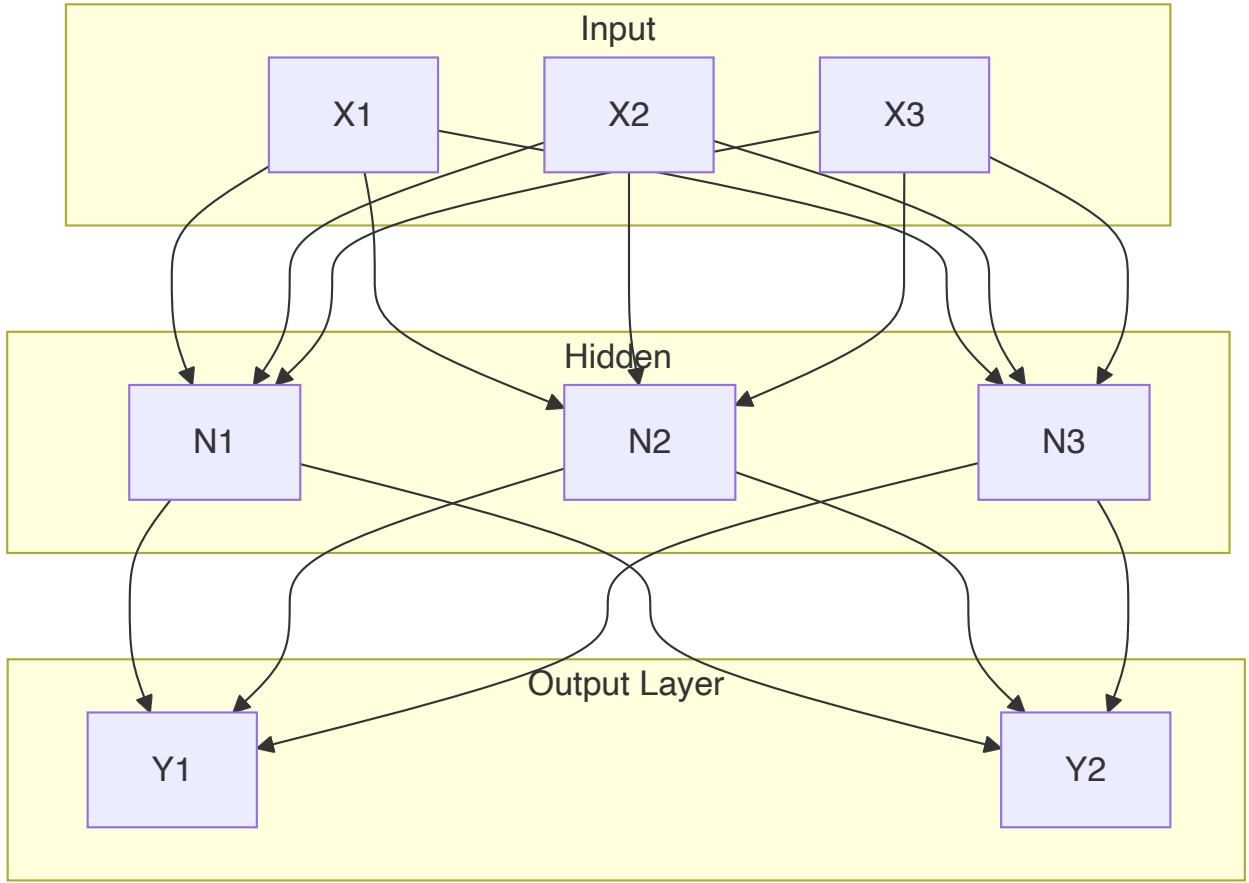 Input
X1 X2 X3
Hidden
N1 N2 N3
Output Layer
Y1 Y2